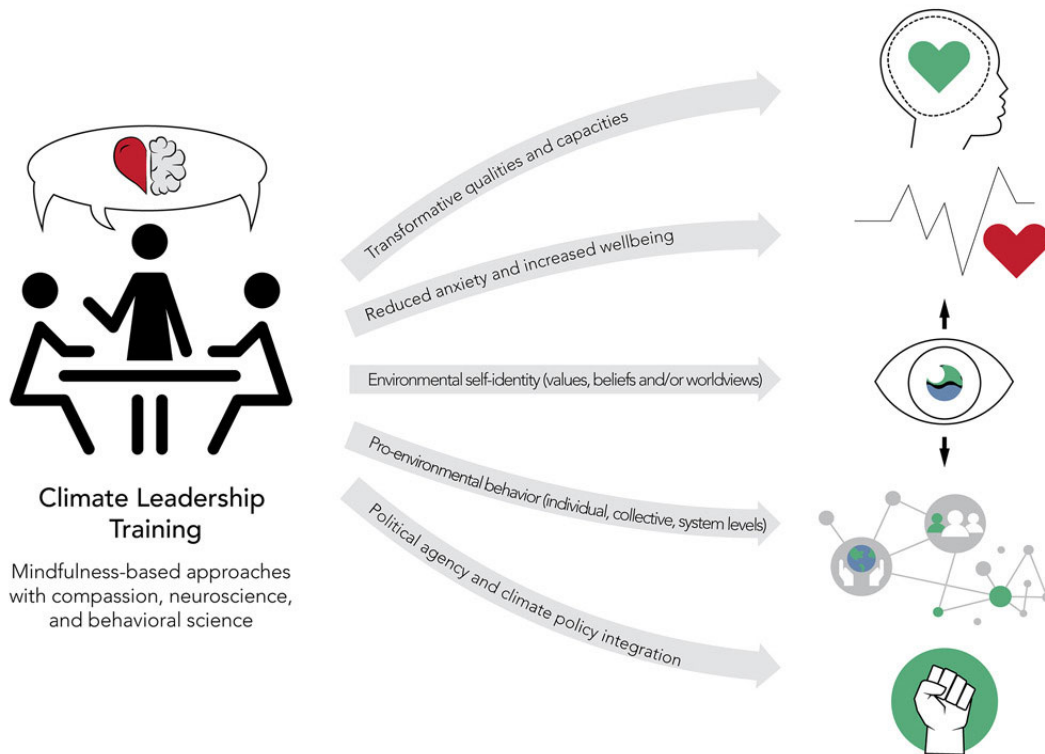 Transformative qualities and capacities
Reduced anxiety and increased wellbeing
Environmental self-identity (values, beliefs and/or worldviews)
Pro-environmental behavior (individual, collective, system levels)
Political agency and climate policy integration
Climate Leadership
Training
Mindfulness-based approaches
with compassion, neuroscience,
and behavioral science